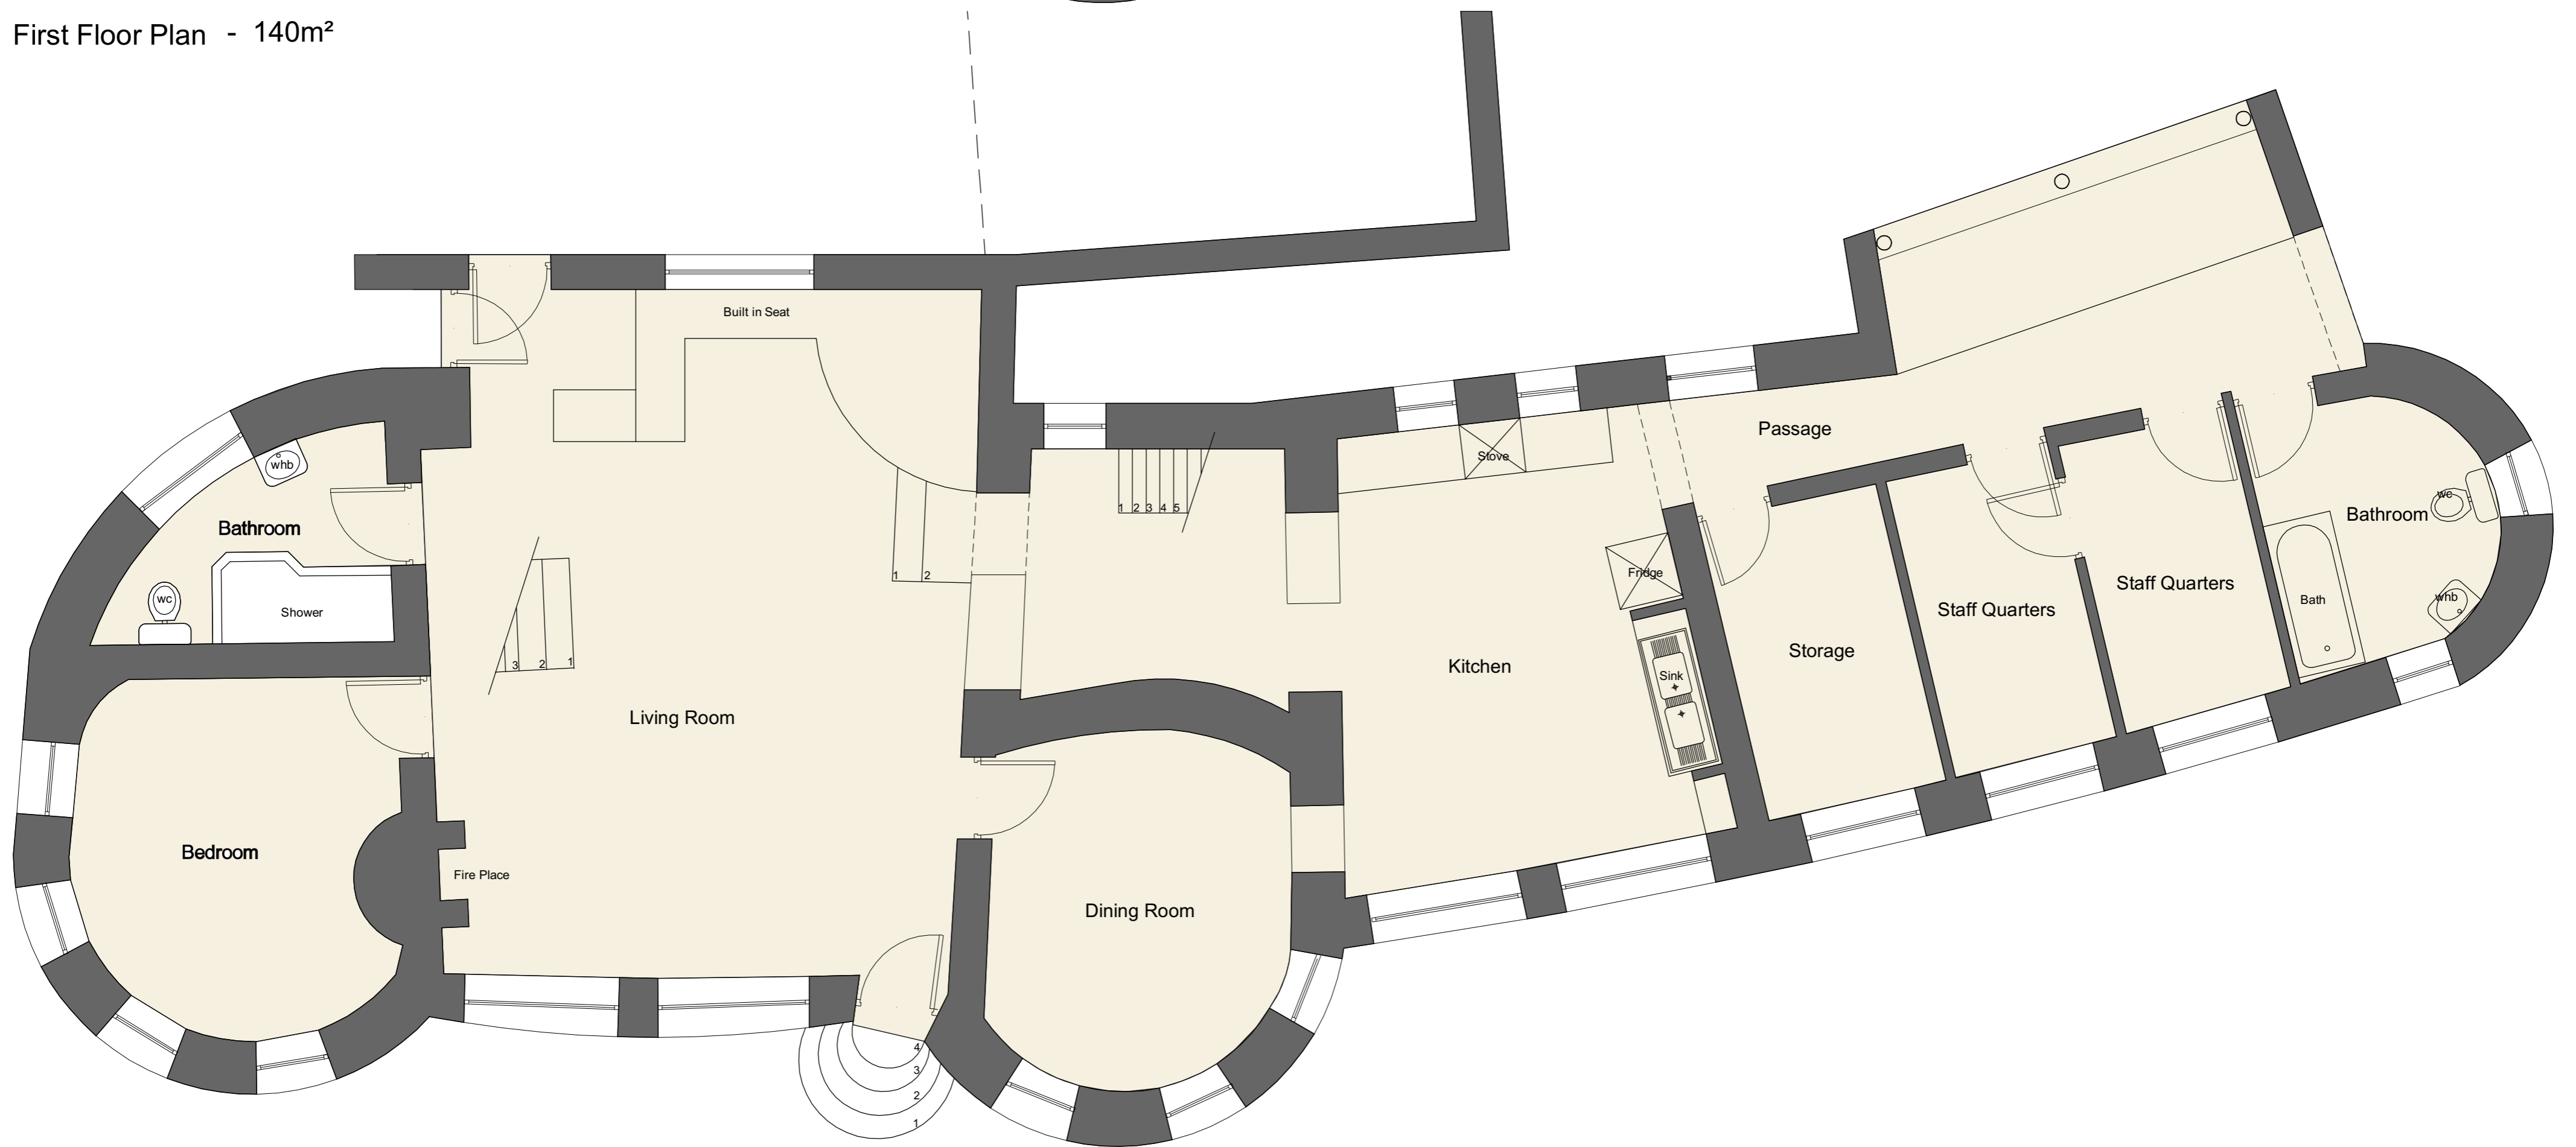 First Floor Plan - 140m²
Built in Seat
Passage
Stove
whb
Bathroom
wc
Shower
1 2 3 4 5
1 2
3 2 1
Fridge
Sink
Kitchen
Storage
Staff Quarters
Staff Quarters
Bathroom
wc
whb
Bath
Living Room
Bedroom
Fire Place
Dining Room
4
3
2
1